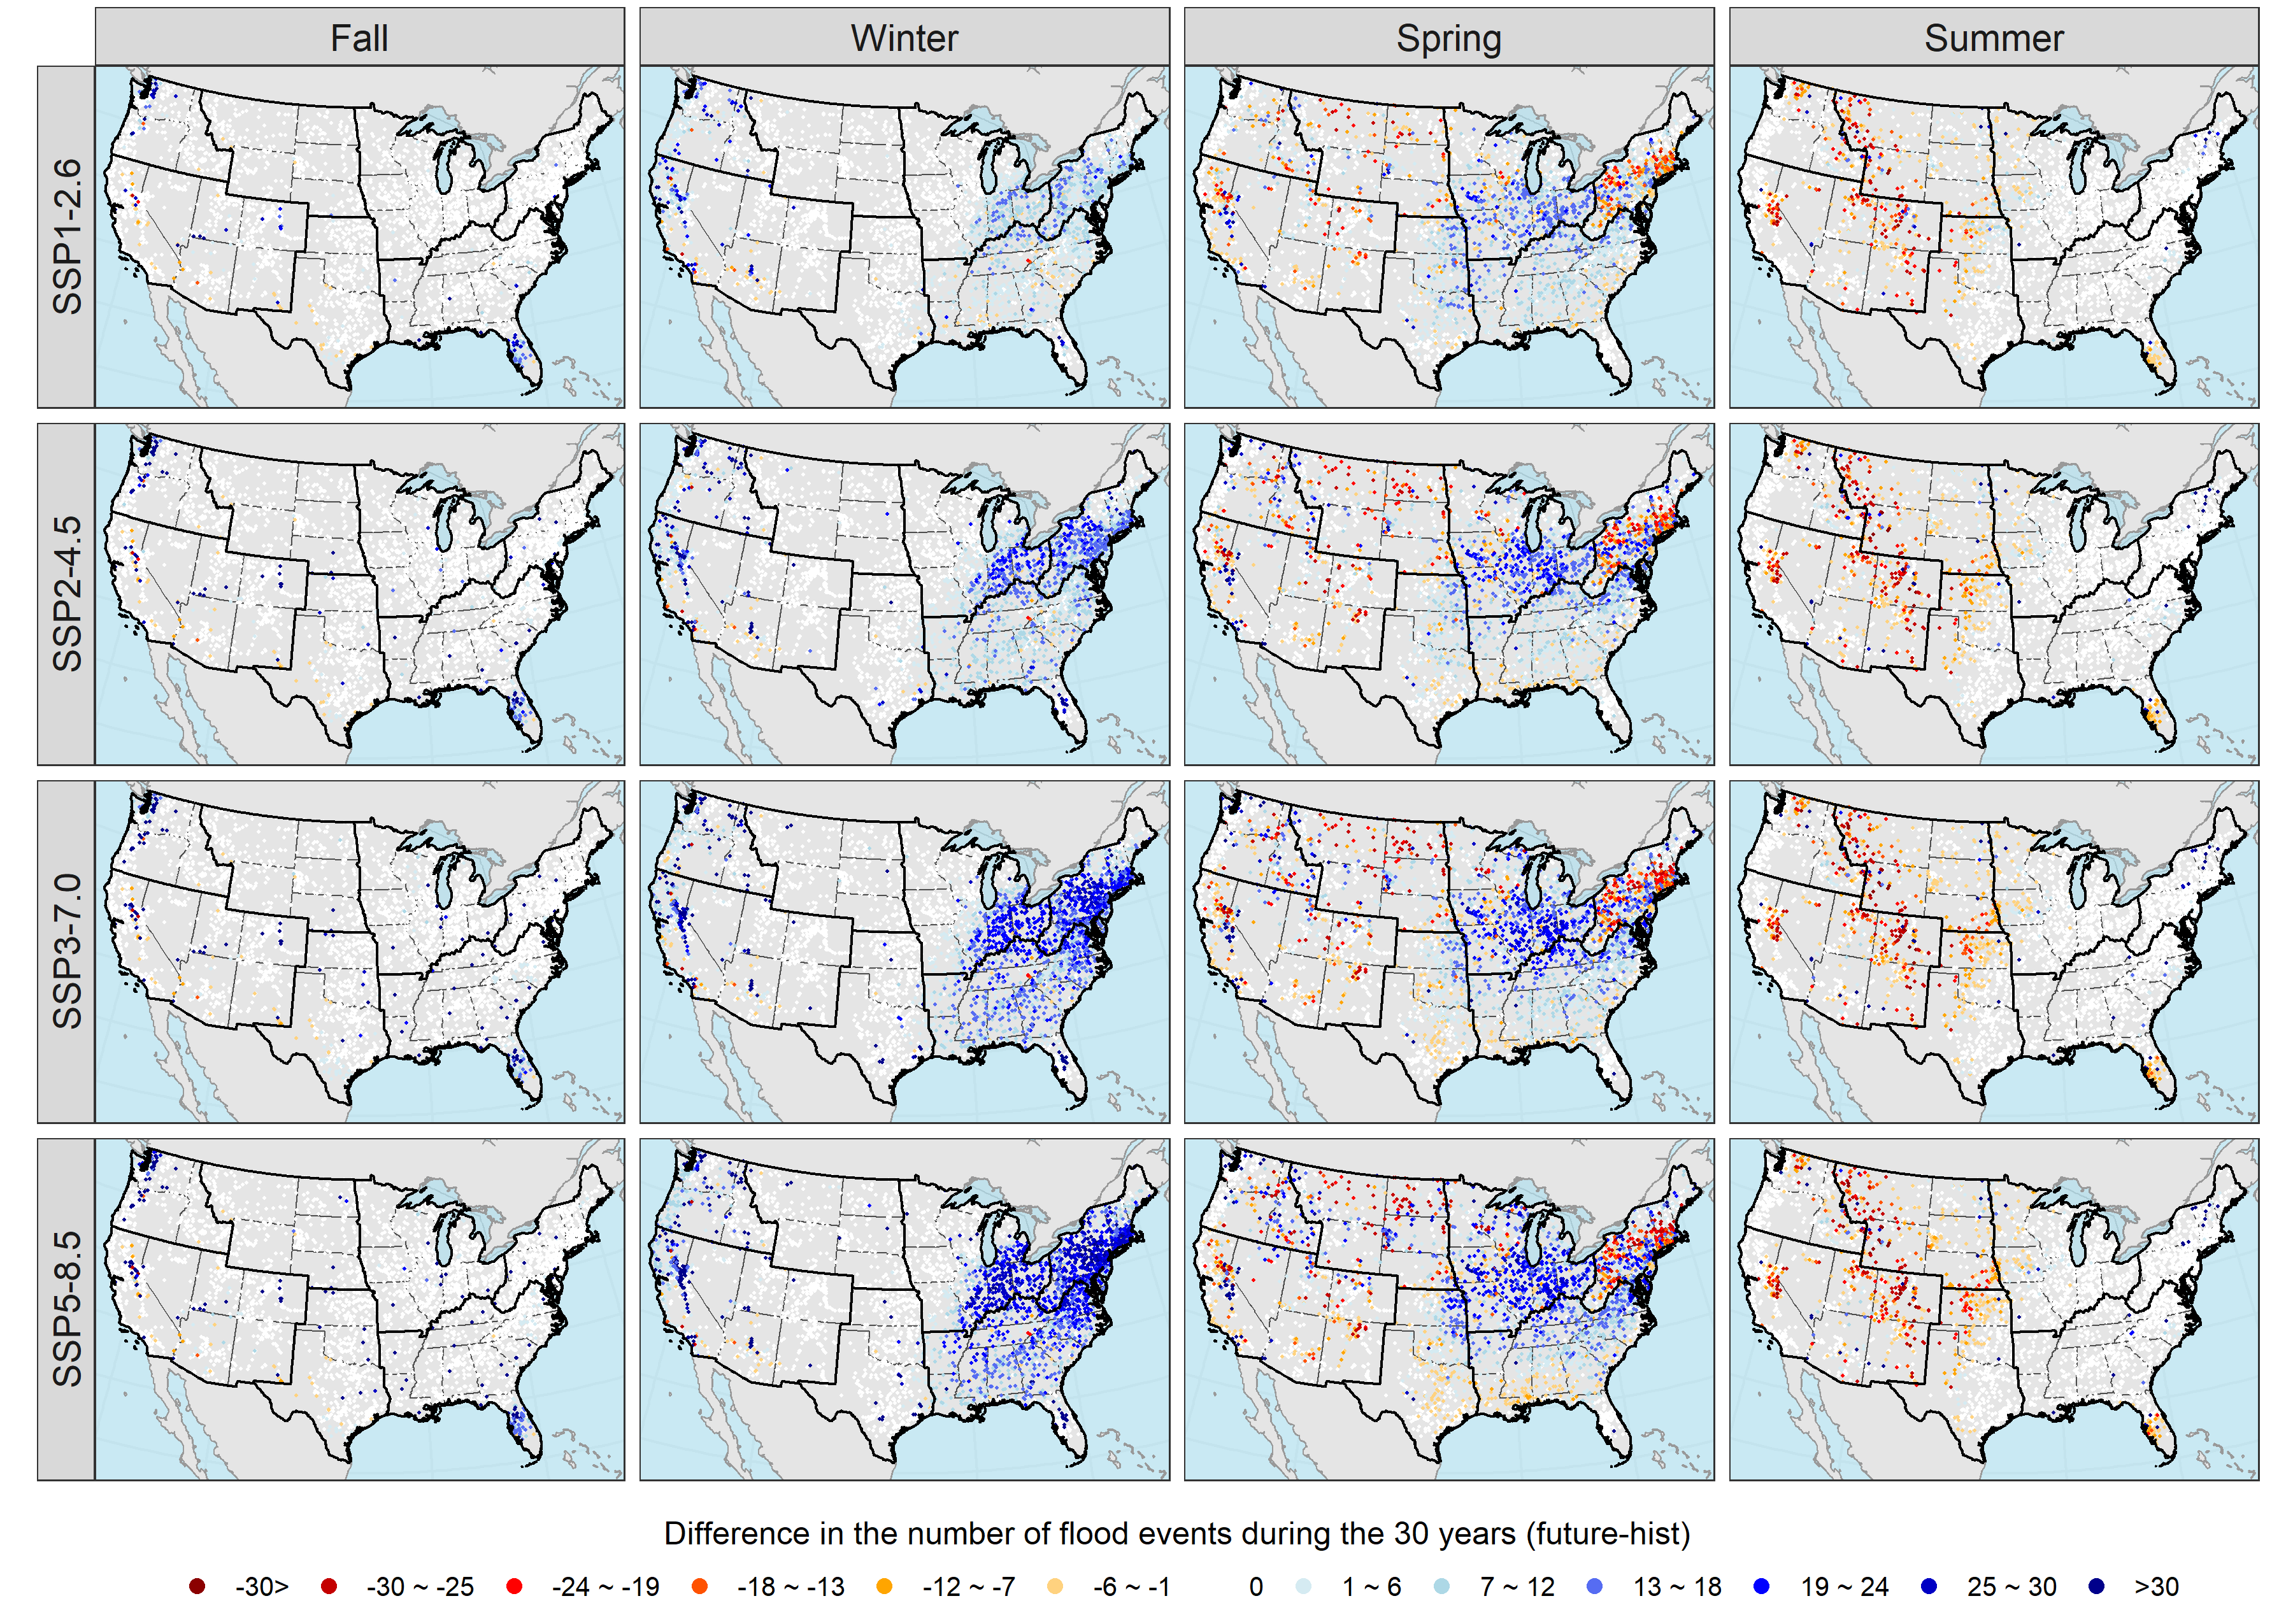 Fall Winter Spring Summer
SSP1-2.6
SSP2-4.5
SSP3-7.0
SSP5-8.5
Difference in the number of flood events during the 30 years (future-hist)
-30> -30 ~ -25 -24 ~ -19 -18 ~ -13 -12 ~ -7 -6 ~ -1 0 1 ~ 6 7 ~ 12 13 ~ 18 19 ~ 24 25 ~ 30 >30